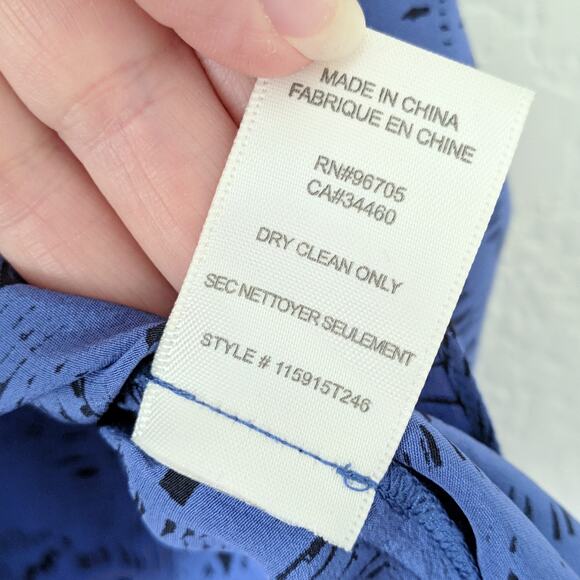 MADE IN CHINA
FABRIQUE EN CHINE
RN#96705
CA#34460
DRY CLEAN ONLY
SEC NETTOYER SEULEMENT
STYLE # 115915T246